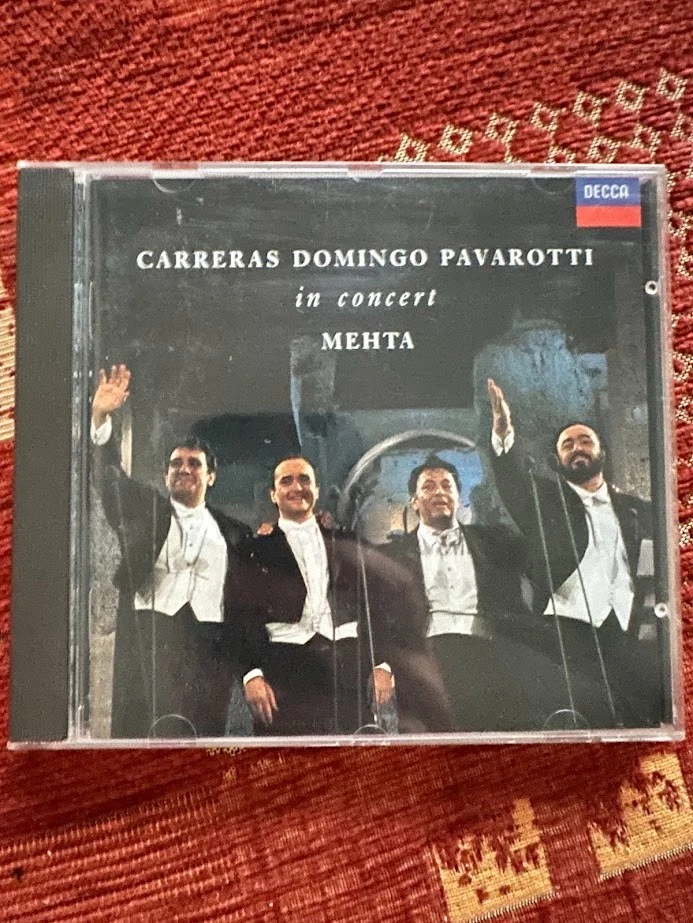 DECCA
CARRERAS DOMINGO PAVAROTTI
in concert
MEHTA